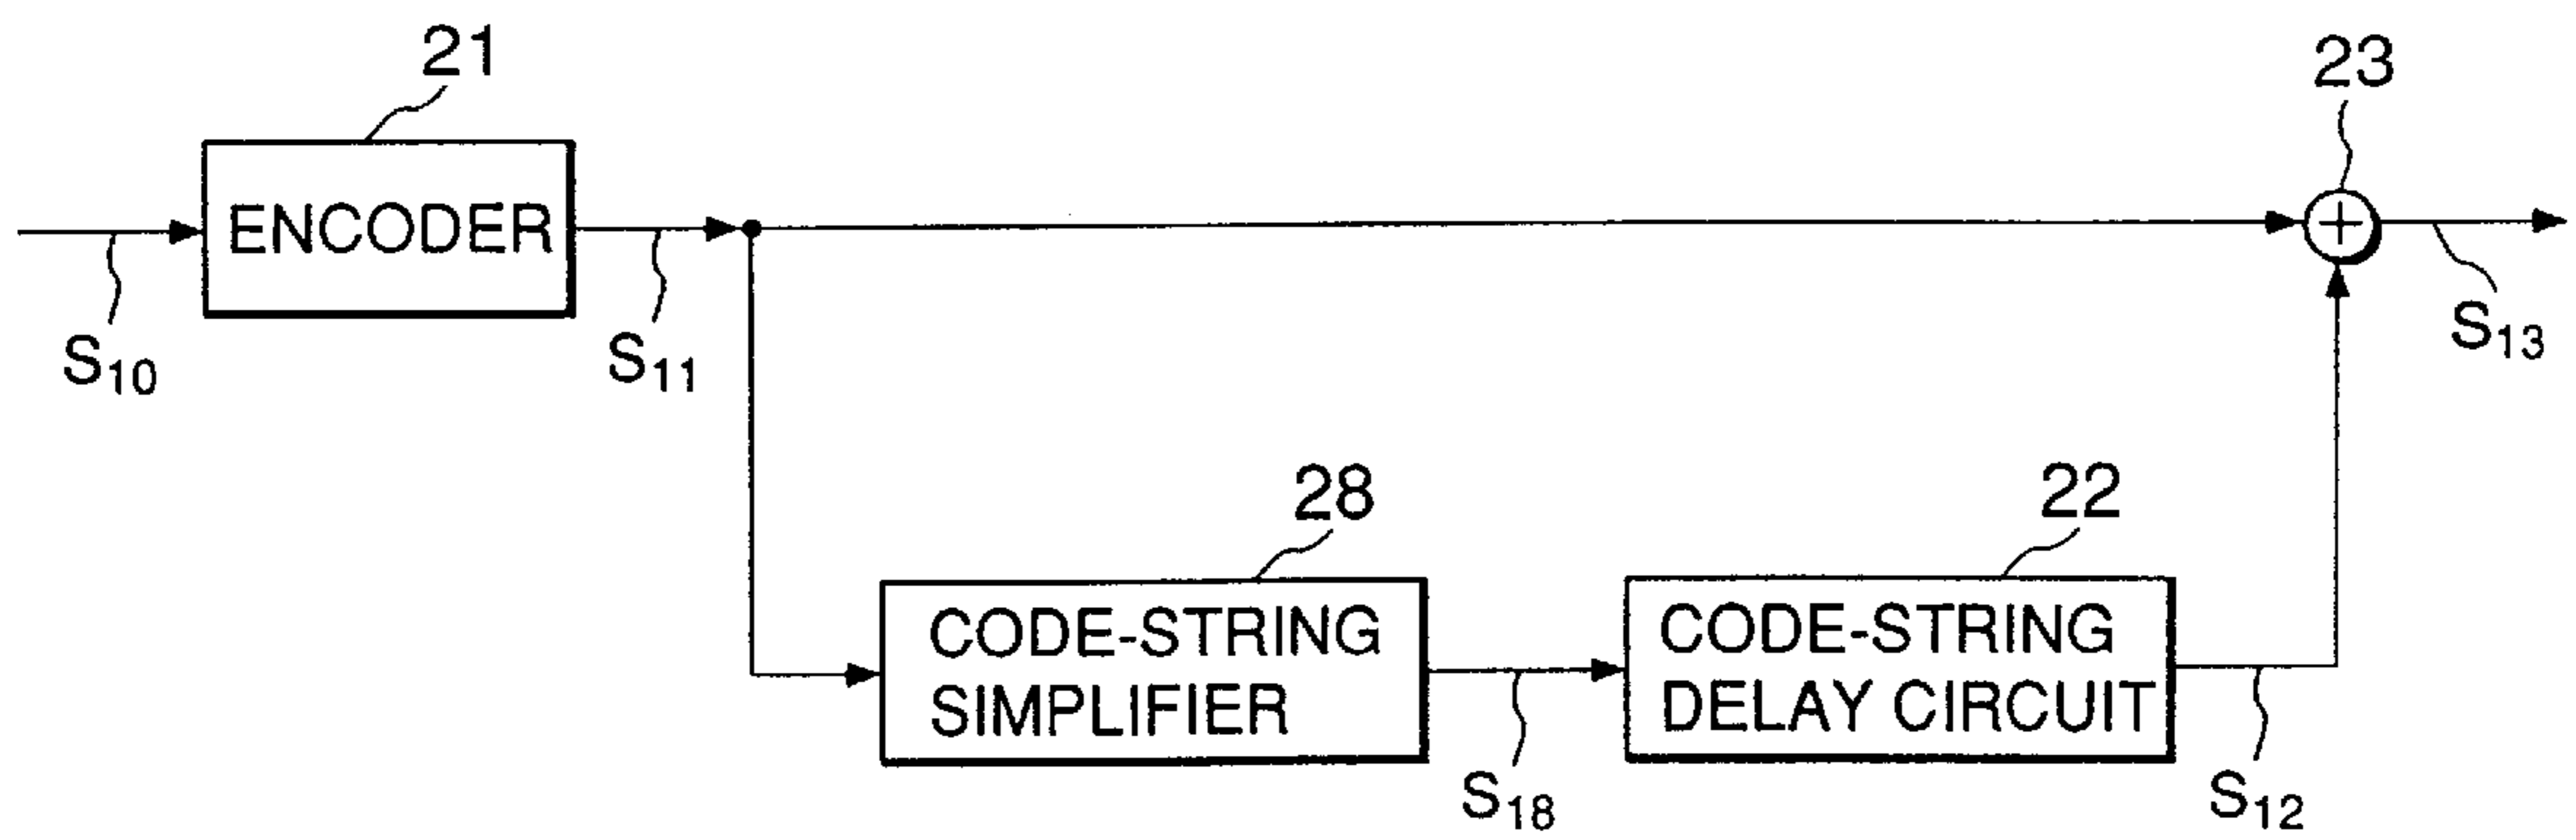 21
23
ENCODER
S10
S11
S13
28
22
CODE-STRING
SIMPLIFIER
CODE-STRING
DELAY CIRCUIT
S18
S12